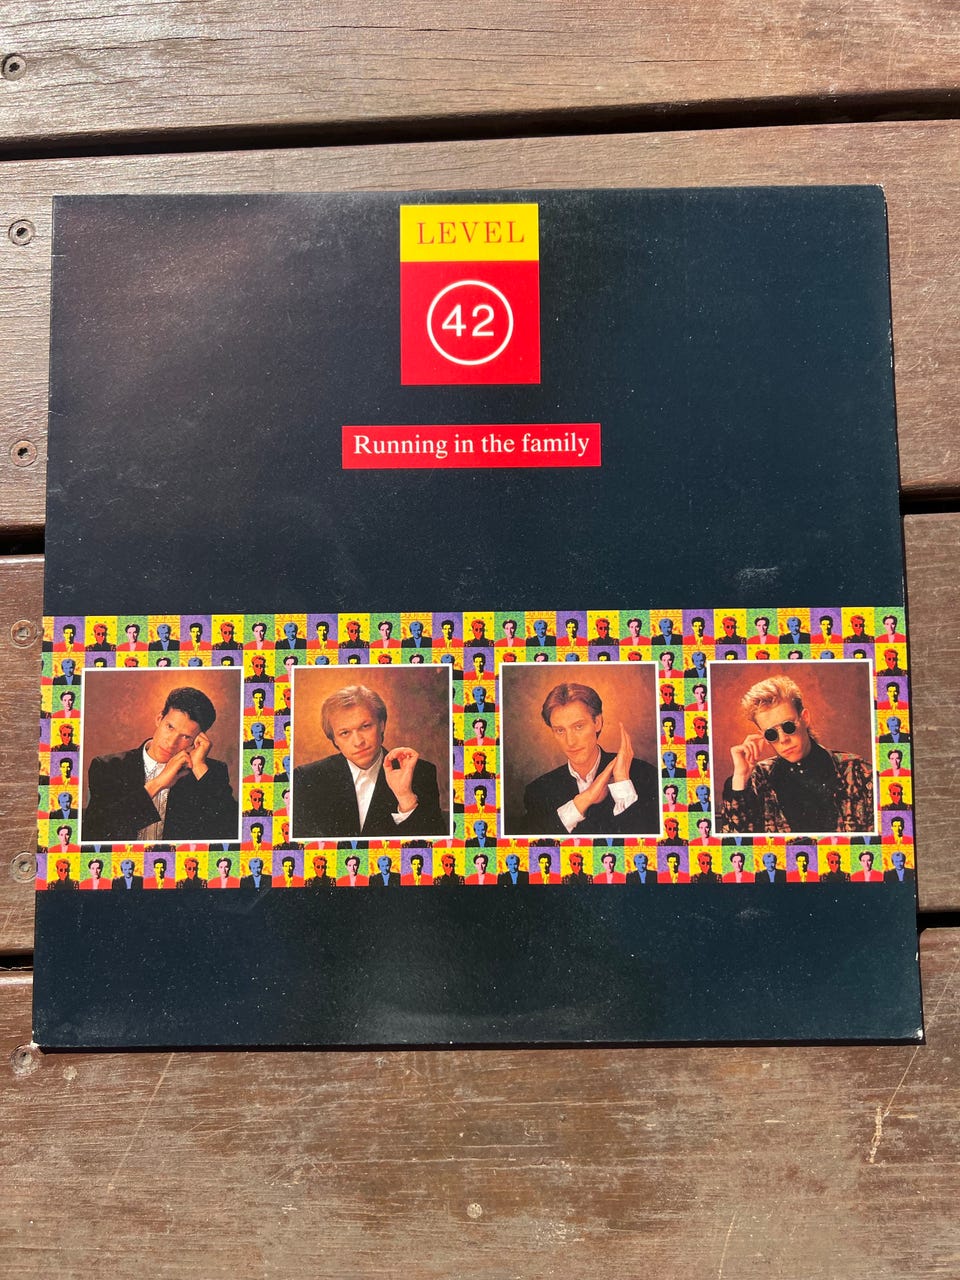 LEVEL
42
Running in the family